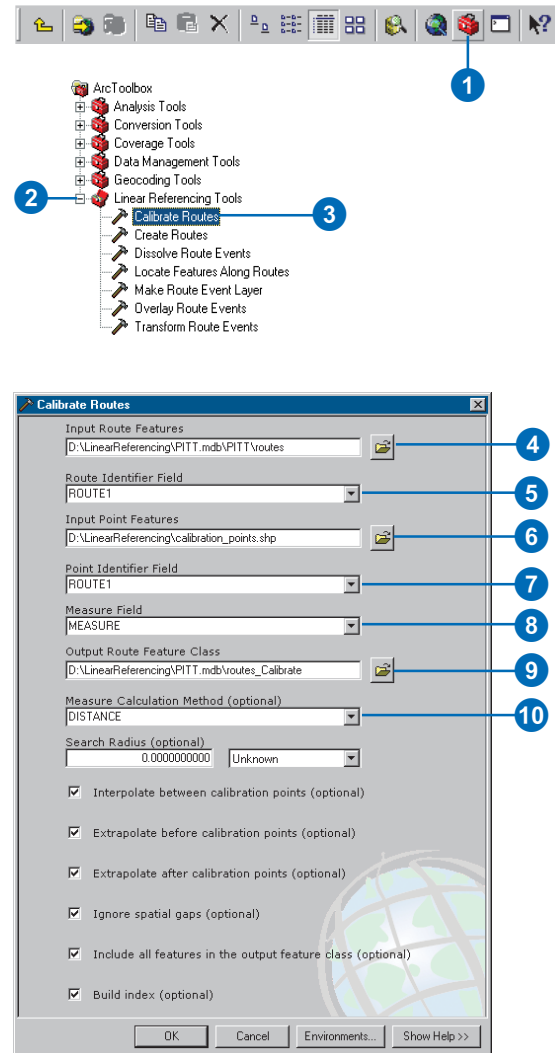 1
ArcToolbox
Analysis Tools
Conversion Tools
Coverage Tools
Data Management Tools
Geocoding Tools
2 Linear Referencing Tools
Calibrate Routes 3
Create Routes
Dissolve Route Events
Locate Features Along Routes
Make Route Event Layer
Overlay Route Events
Transform Route Events
Calibrate Routes
Input Route Features
D:\LinearReferencing\PITT.mdb\PITT\routes 4
Route Identifier Field
ROUTE1 5
Input Point Features
D:\LinearReferencing\calibration_points.shp 6
Point Identifier Field
ROUTE1 7
Measure Field
MEASURE 8
Output Route Feature Class
D:\LinearReferencing\PITT.mdb\routes_Calibrate 9
Measure Calculation Method (optional)
DISTANCE 10
Search Radius (optional)
0.0000000000 Unknown
Interpolate between calibration points (optional)
Extrapolate before calibration points (optional)
Extrapolate after calibration points (optional)
Ignore spatial gaps (optional)
Include all features in the output feature class (optional)
Build index (optional)
OK Cancel Environments... Show Help >>